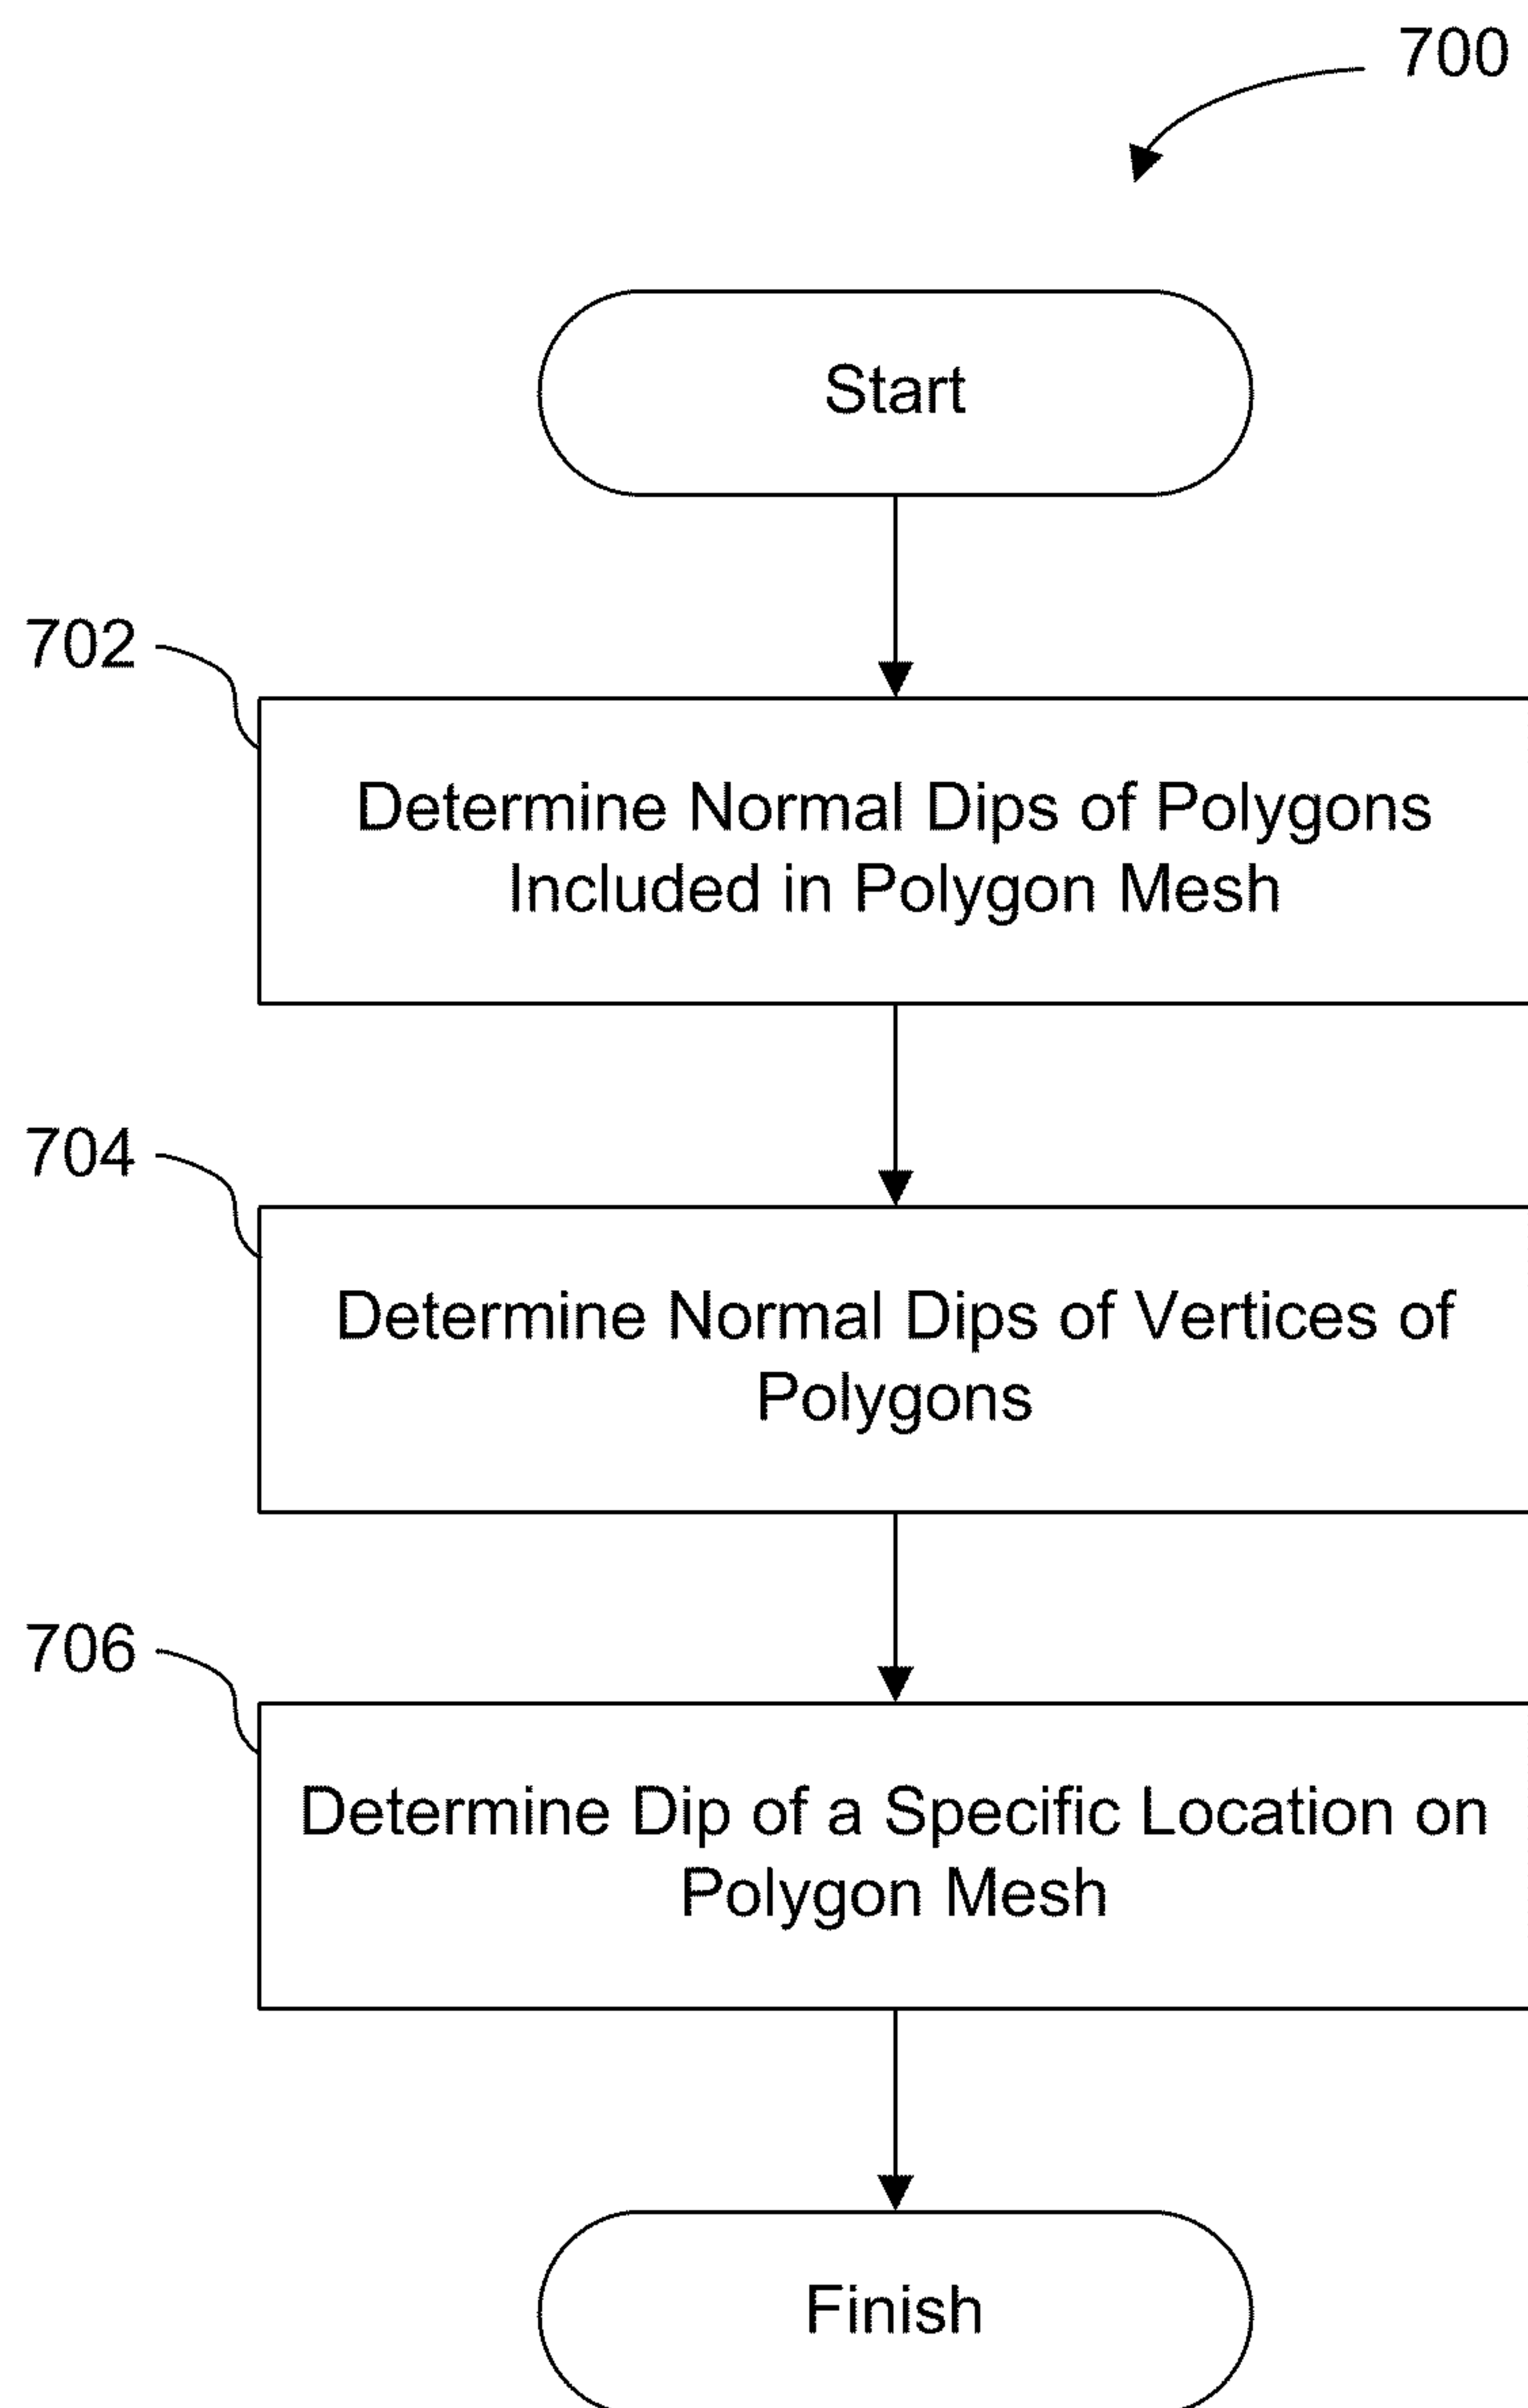 700
Start
702
Determine Normal Dips of Polygons
Included in Polygon Mesh
704
Determine Normal Dips of Vertices of
Polygons
706
Determine Dip of a Specific Location on
Polygon Mesh
Finish